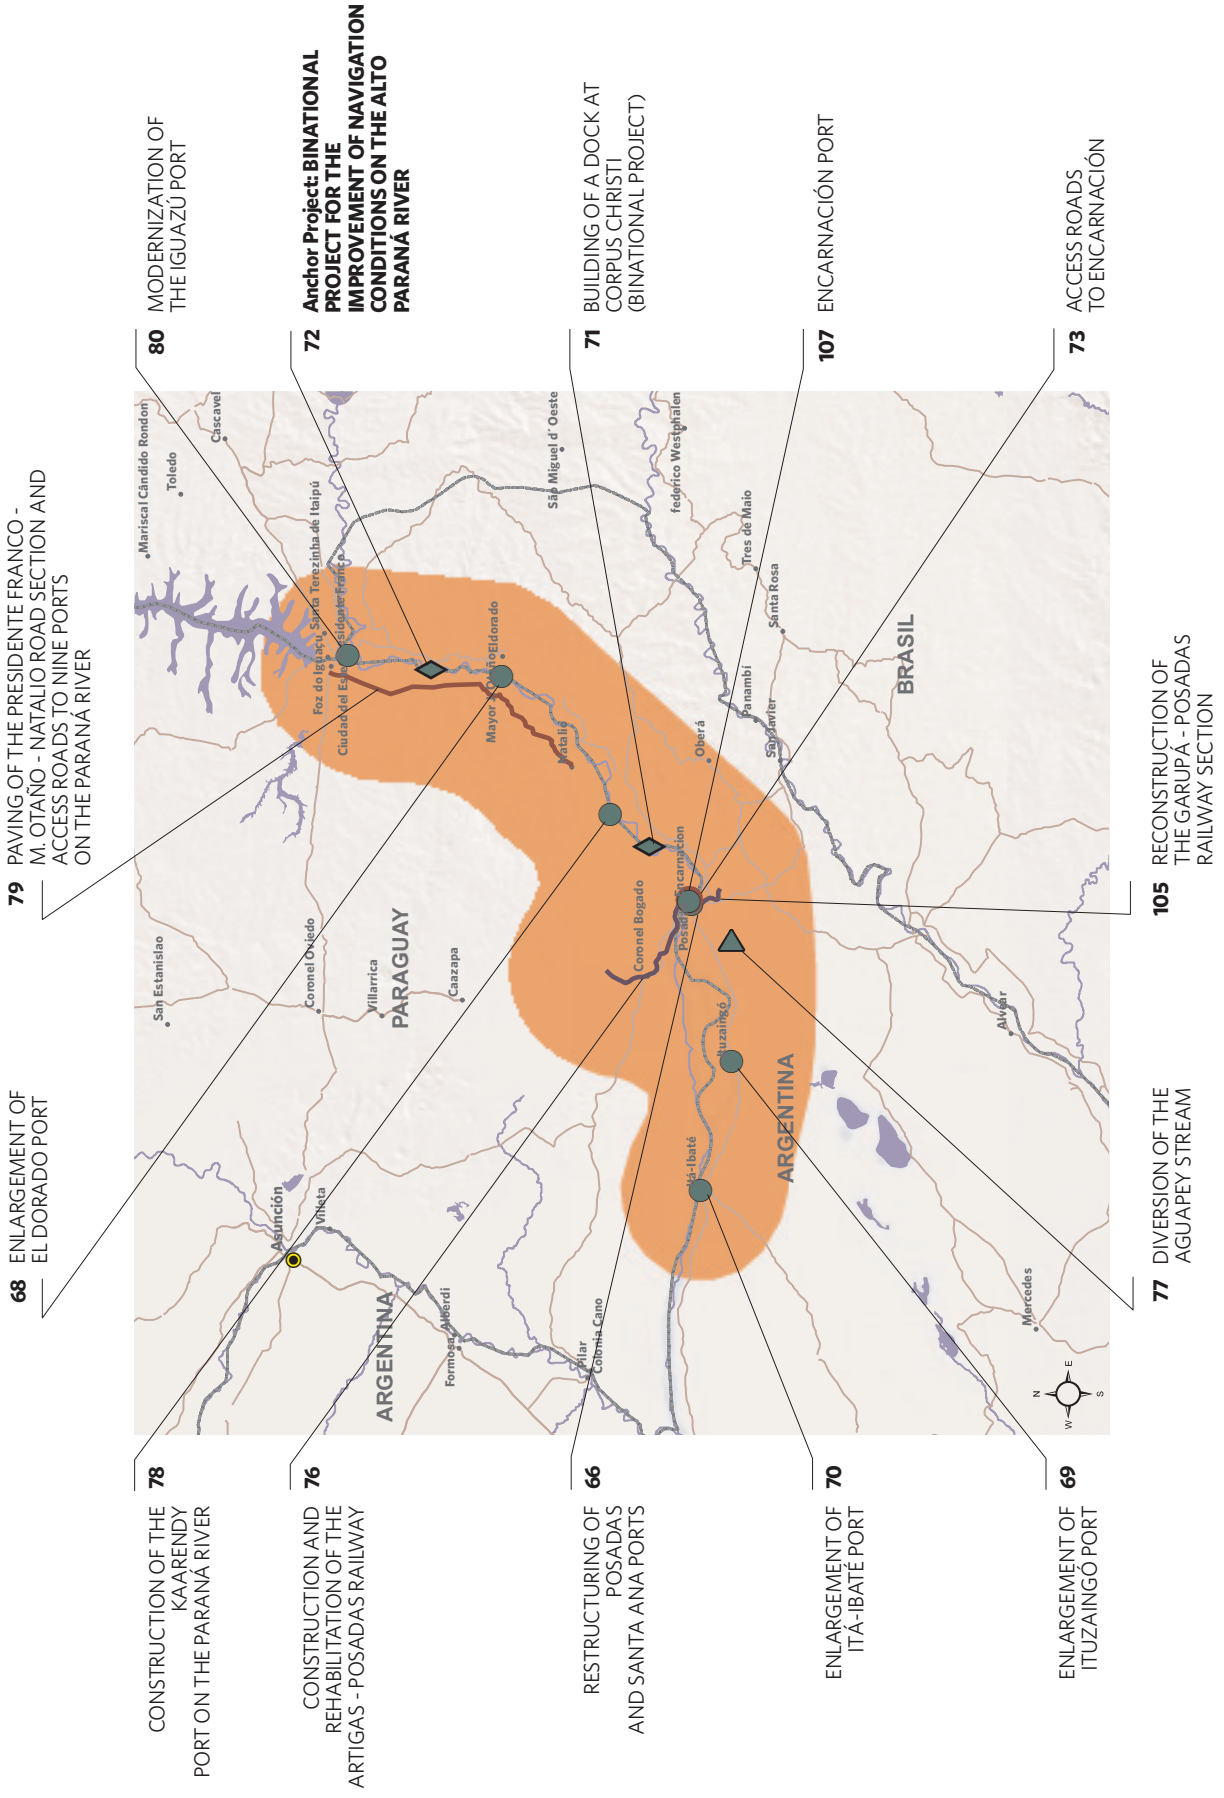 68 ENLARGEMENT OF
EL DORADO PORT
79 PAVING OF THE PRESIDENTE FRANCO -
M. OTAÑO - NATALIO ROAD SECTION AND
ACCESS ROADS TO NINE PORTS
ON THE PARANÁ RIVER
CONSTRUCTION OF THE 78
KAARENDY
PORT ON THE PARANÁ RIVER
CONSTRUCTION AND 76
REHABILITATION OF THE
ARTIGAS - POSADAS RAILWAY
RESTRUCTURING OF 66
POSADAS
AND SANTA ANA PORTS
ENLARGEMENT OF 70
ITÁ-IBATÉ PORT
ENLARGEMENT OF 69
ITUZAINGÓ PORT
Mariscal Cándido Rondon
San Estanislao
Toledo
Cascavel
Asunción
Coronel Oviedo
Foz do Iguaçu
Santa Terezinha de Itaipú
Villeta
Ciudad del Este
Franco
Villarrica
PARAGUAY
ARGENTINA
Alberdi
Formosa
Caazapa
Mayor
Eldorado
São Miguel d´Oeste
Natalio
Pilar
Colonia Cano
Coronel Bogado
federico Westphalen
Encarnacion
Itá-Ibaté
Oberá
Ituzaingó
Panambí
Tres de Maio
San Javier
Santa Rosa
ARGENTINA
BRASIL
Alvear
Mercedes
N
W
E
S
80 MODERNIZATION OF
THE IGUAZÚ PORT
72 Anchor Project: BINATIONAL
PROJECT FOR THE
IMPROVEMENT OF NAVIGATION
CONDITIONS ON THE ALTO
PARANÁ RIVER
71 BUILDING OF A DOCK AT
CORPUS CHRISTI
(BINATIONAL PROJECT)
107 ENCARNACIÓN PORT
73 ACCESS ROADS
TO ENCARNACIÓN
77 DIVERSION OF THE
AGUAPEY STREAM
105 RECONSTRUCTION OF
THE GARUPÁ - POSADAS
RAILWAY SECTION